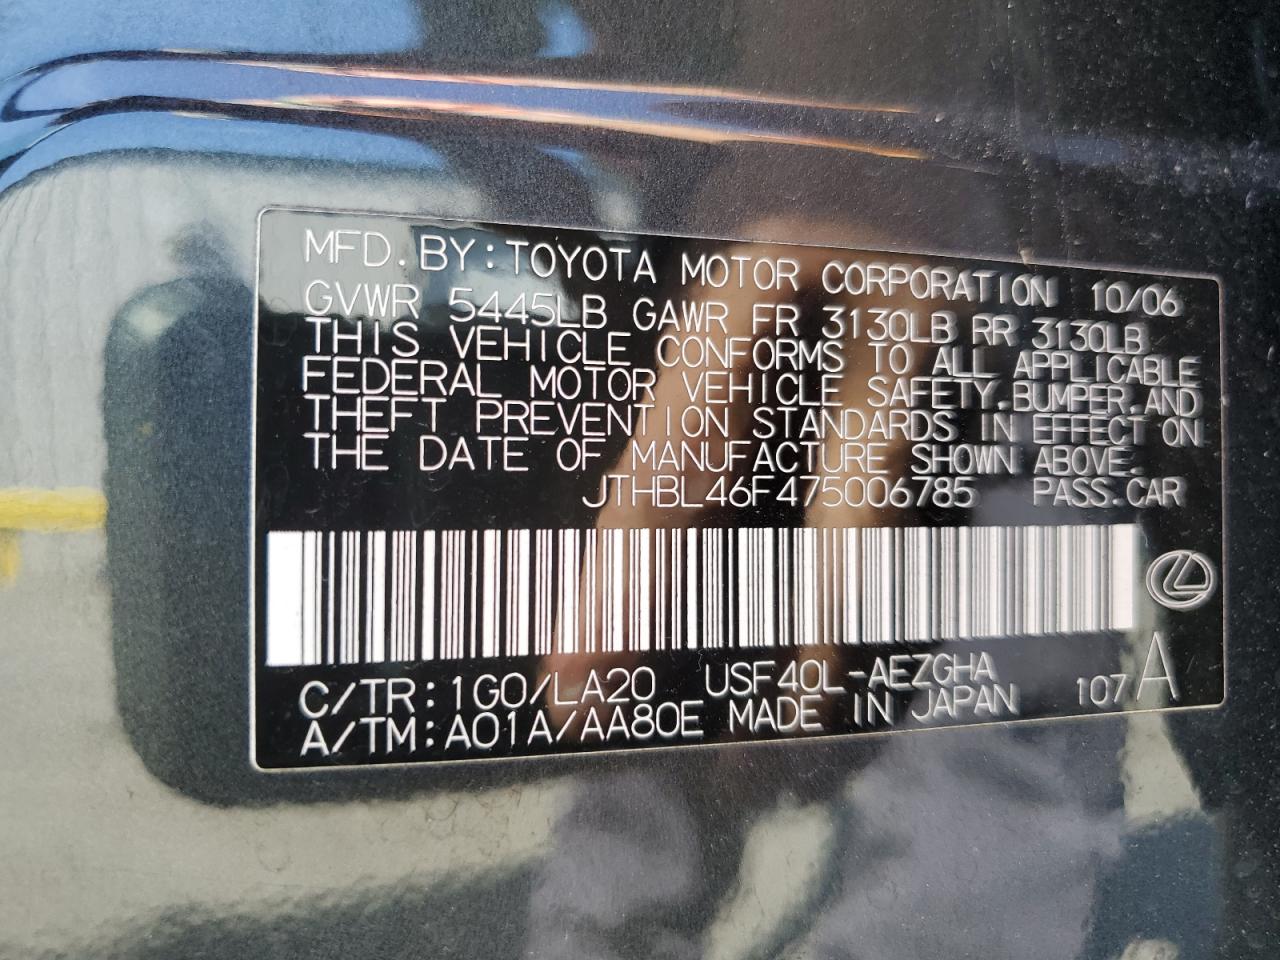 MFD. BY: TOYOTA MOTOR CORPORATION 10/06
GVWR 5445LB GAWR FR 3130LB RR 3130LB
THIS VEHICLE CONFORMS TO ALL APPLICABLE
FEDERAL MOTOR VEHICLE SAFETY, BUMPER, AND
THEFT PREVENTION STANDARDS IN EFFECT ON
THE DATE OF MANUFACTURE SHOWN ABOVE.
JTHBL46F475006785 PASS. CAR
C/TR: 1G0/LA20 USF40L-AEZGHA
A/TM: A01A/AA80E MADE IN JAPAN 107 A